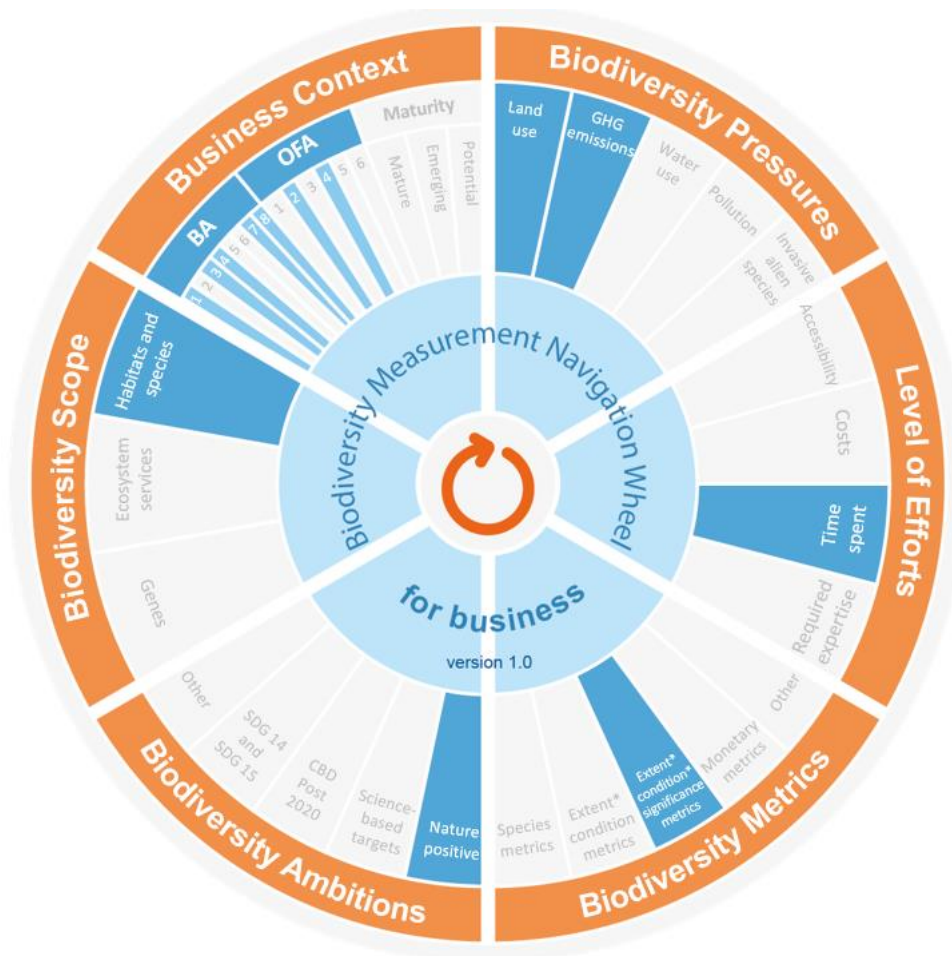 Business Context
BA
1
2
3
4
5
6
7
8
OFA
1
2
3
4
5
6
Maturity
Mature
Emerging
Potential
Biodiversity Pressures
Land
use
GHG
emissions
Water
use
Pollution
Invasive
alien
species
Level of Efforts
Accessibility
Costs
Time
spent
Required
expertise
Biodiversity Metrics
Other
Monetary
metrics
Extent*
condition*
significance
metrics
Extent*
condition
metrics
Species
metrics
Biodiversity Ambitions
Nature
positive
Science-
based
targets
CBD
Post
2020
SDG 14
and
SDG 15
Other
Biodiversity Scope
Genes
Ecosystem
services
Habitats and
species
Biodiversity Measurement Navigation Wheel
for business
version 1.0